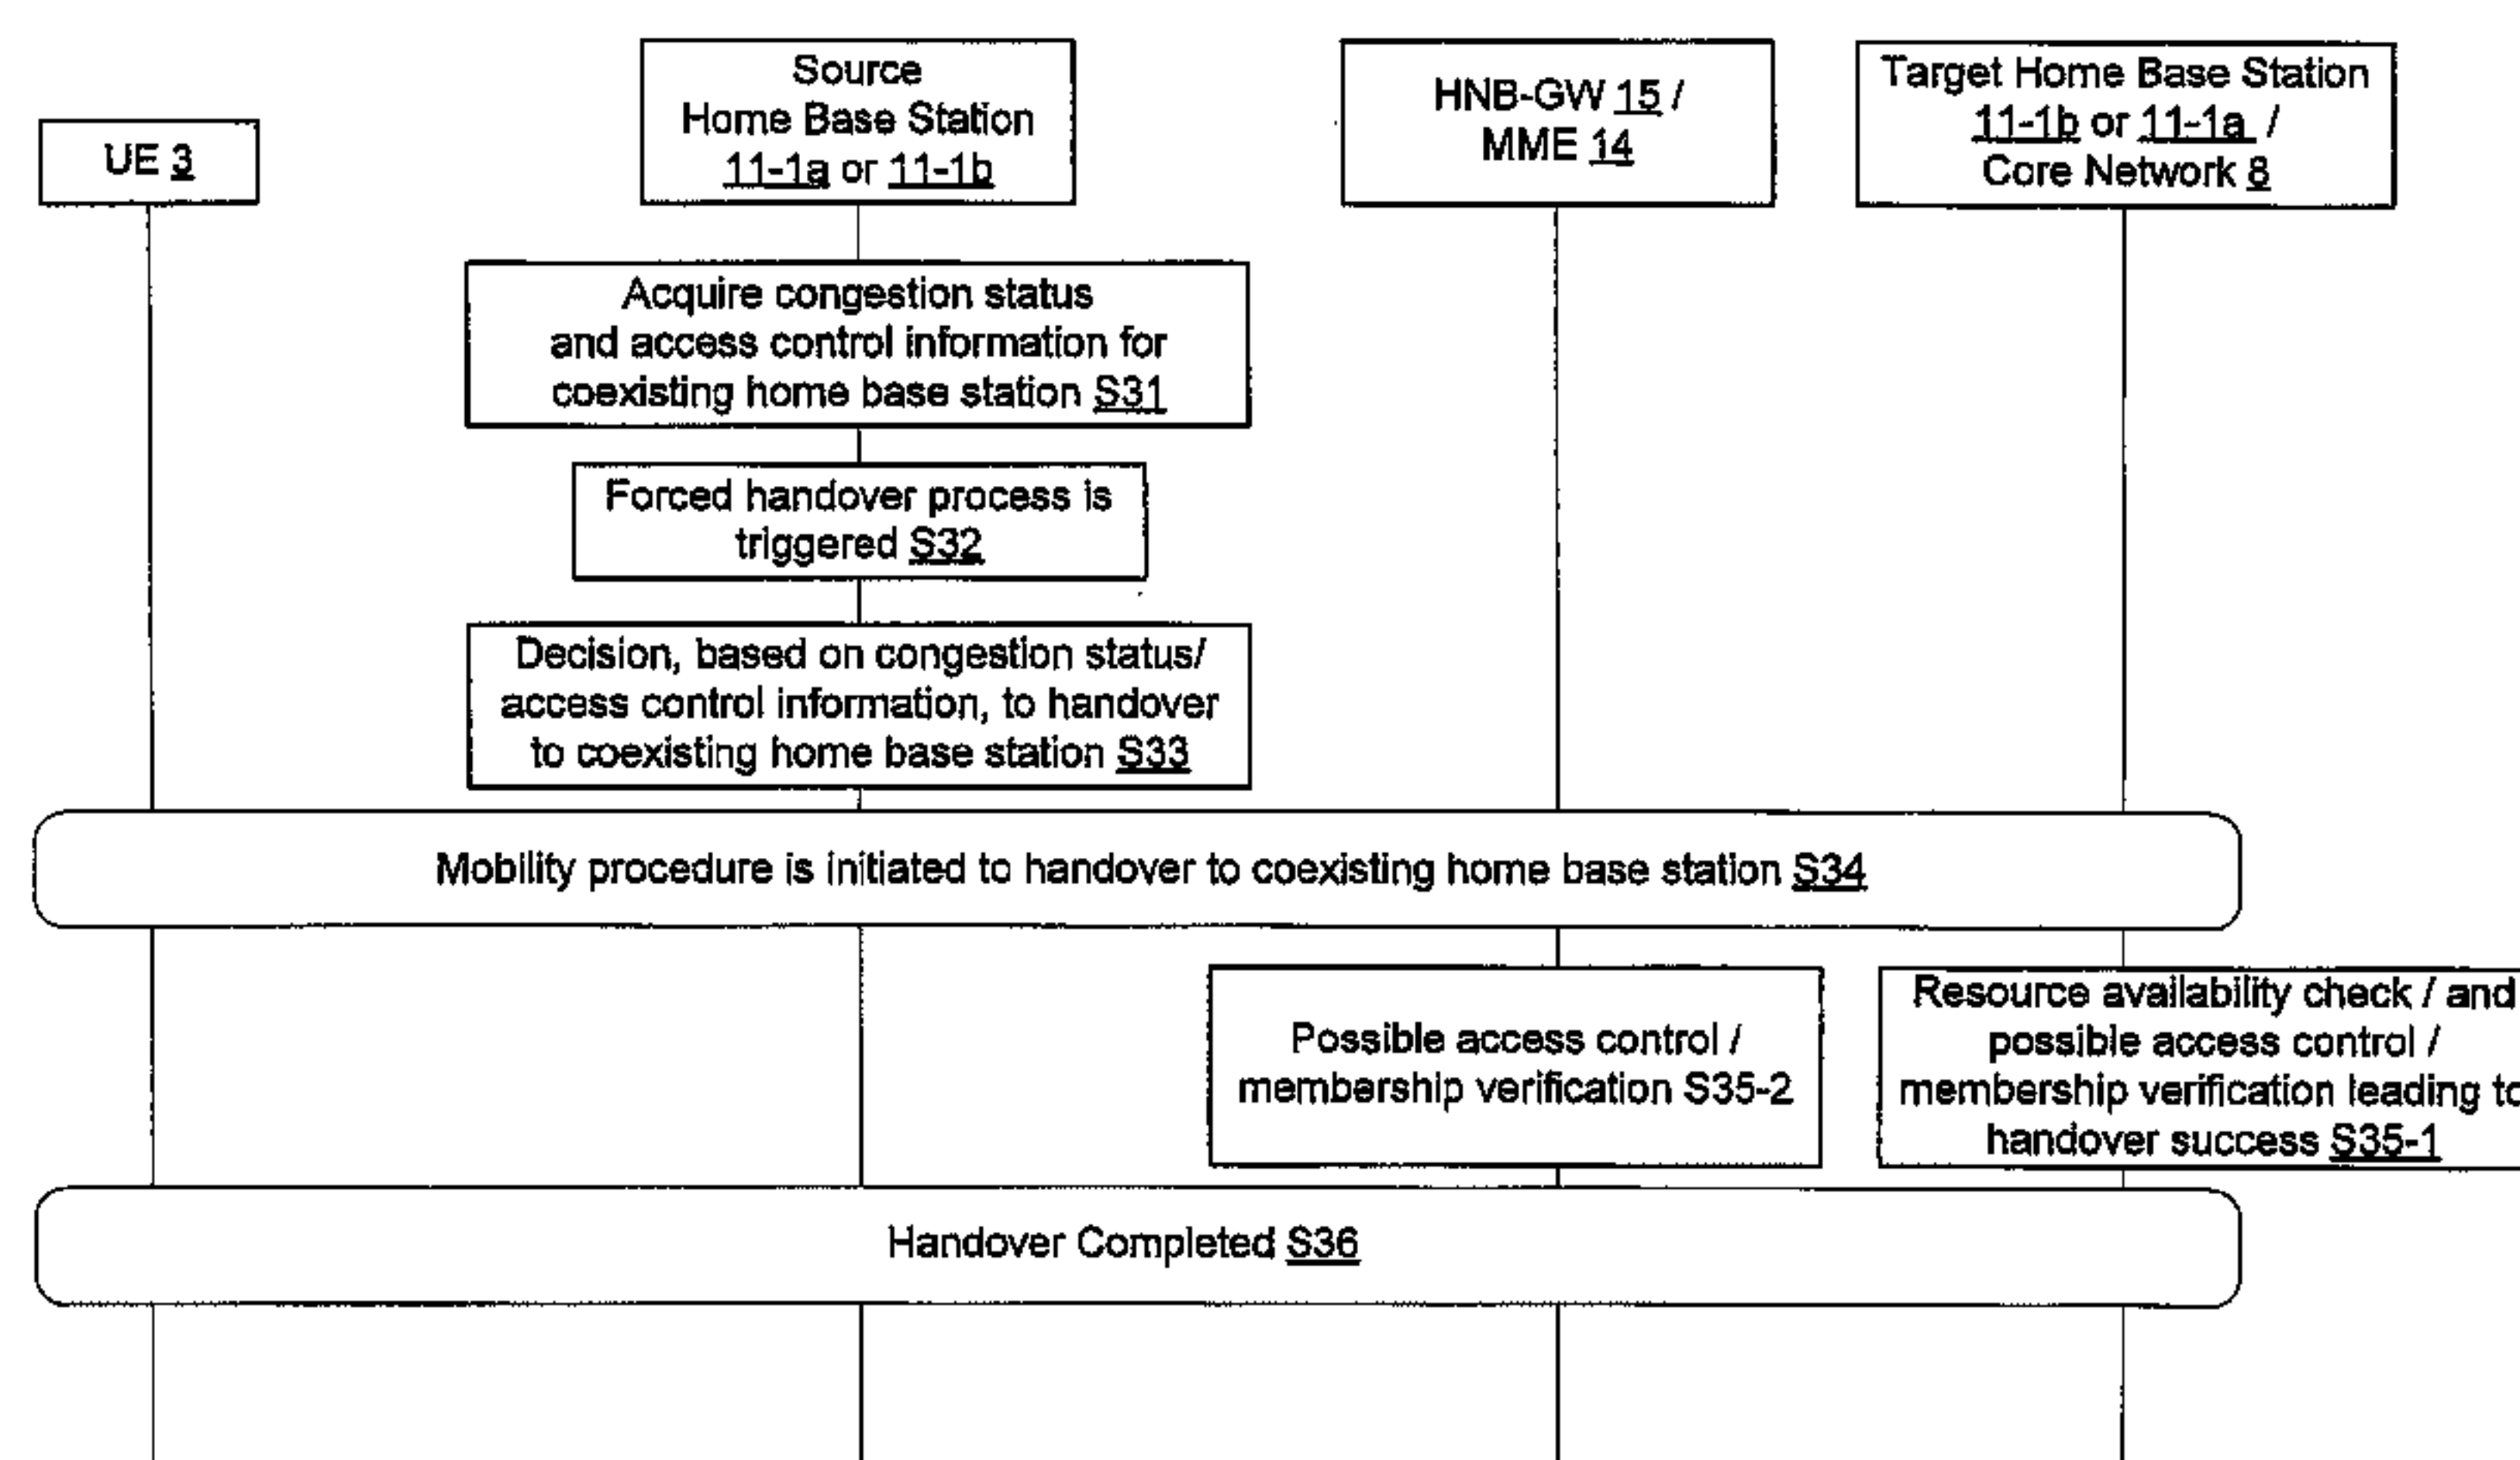 UE 3
Source
Home Base Station
11-1a or 11-1b
HNB-GW 15 /
MME 14
Target Home Base Station
11-1b or 11-1a /
Core Network 8
Acquire congestion status
and access control information for
coexisting home base station S31
Forced handover process is
triggered S32
Decision, based on congestion status/
access control information, to handover
to coexisting home base station S33
Mobility procedure is initiated to handover to coexisting home base station S34
Possible access control /
membership verification S35-2
Resource availability check / and
possible access control /
membership verification leading to
handover success S35-1
Handover Completed S36